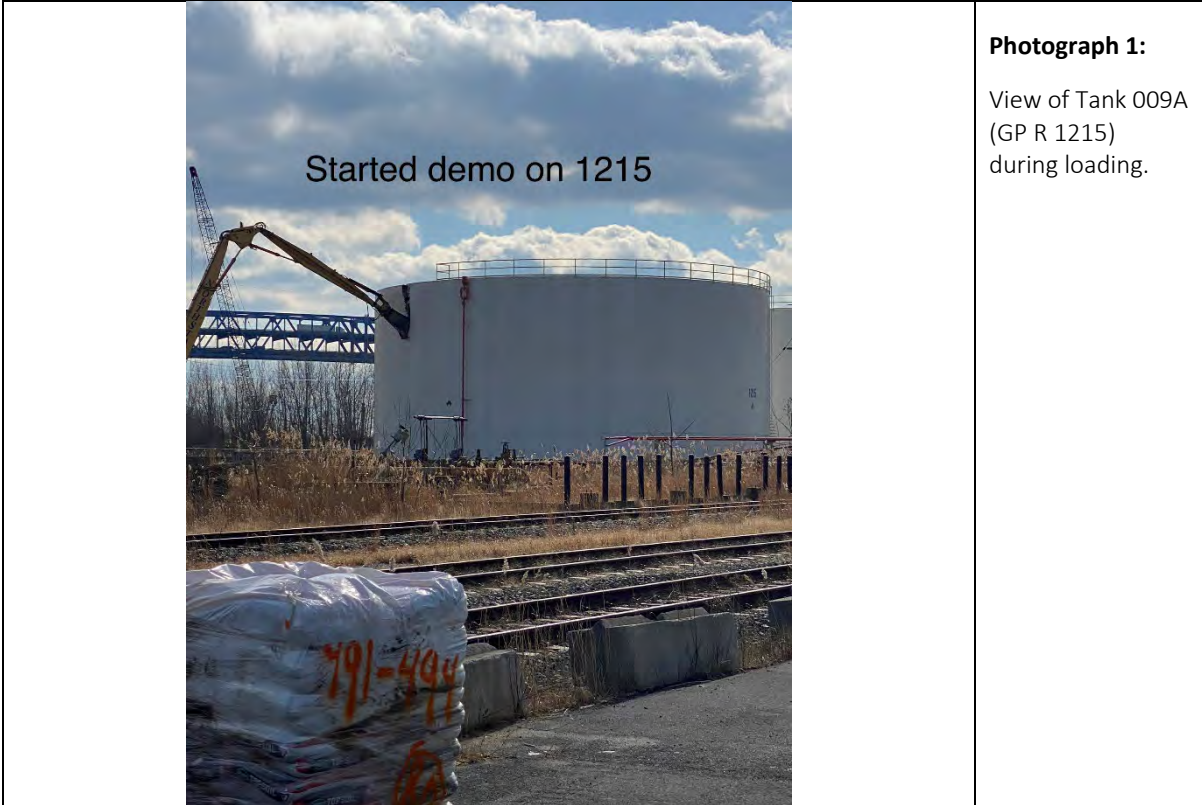 Started demo on 1215
791-494
Photograph 1:
View of Tank 009A
(GP R 1215)
during loading.